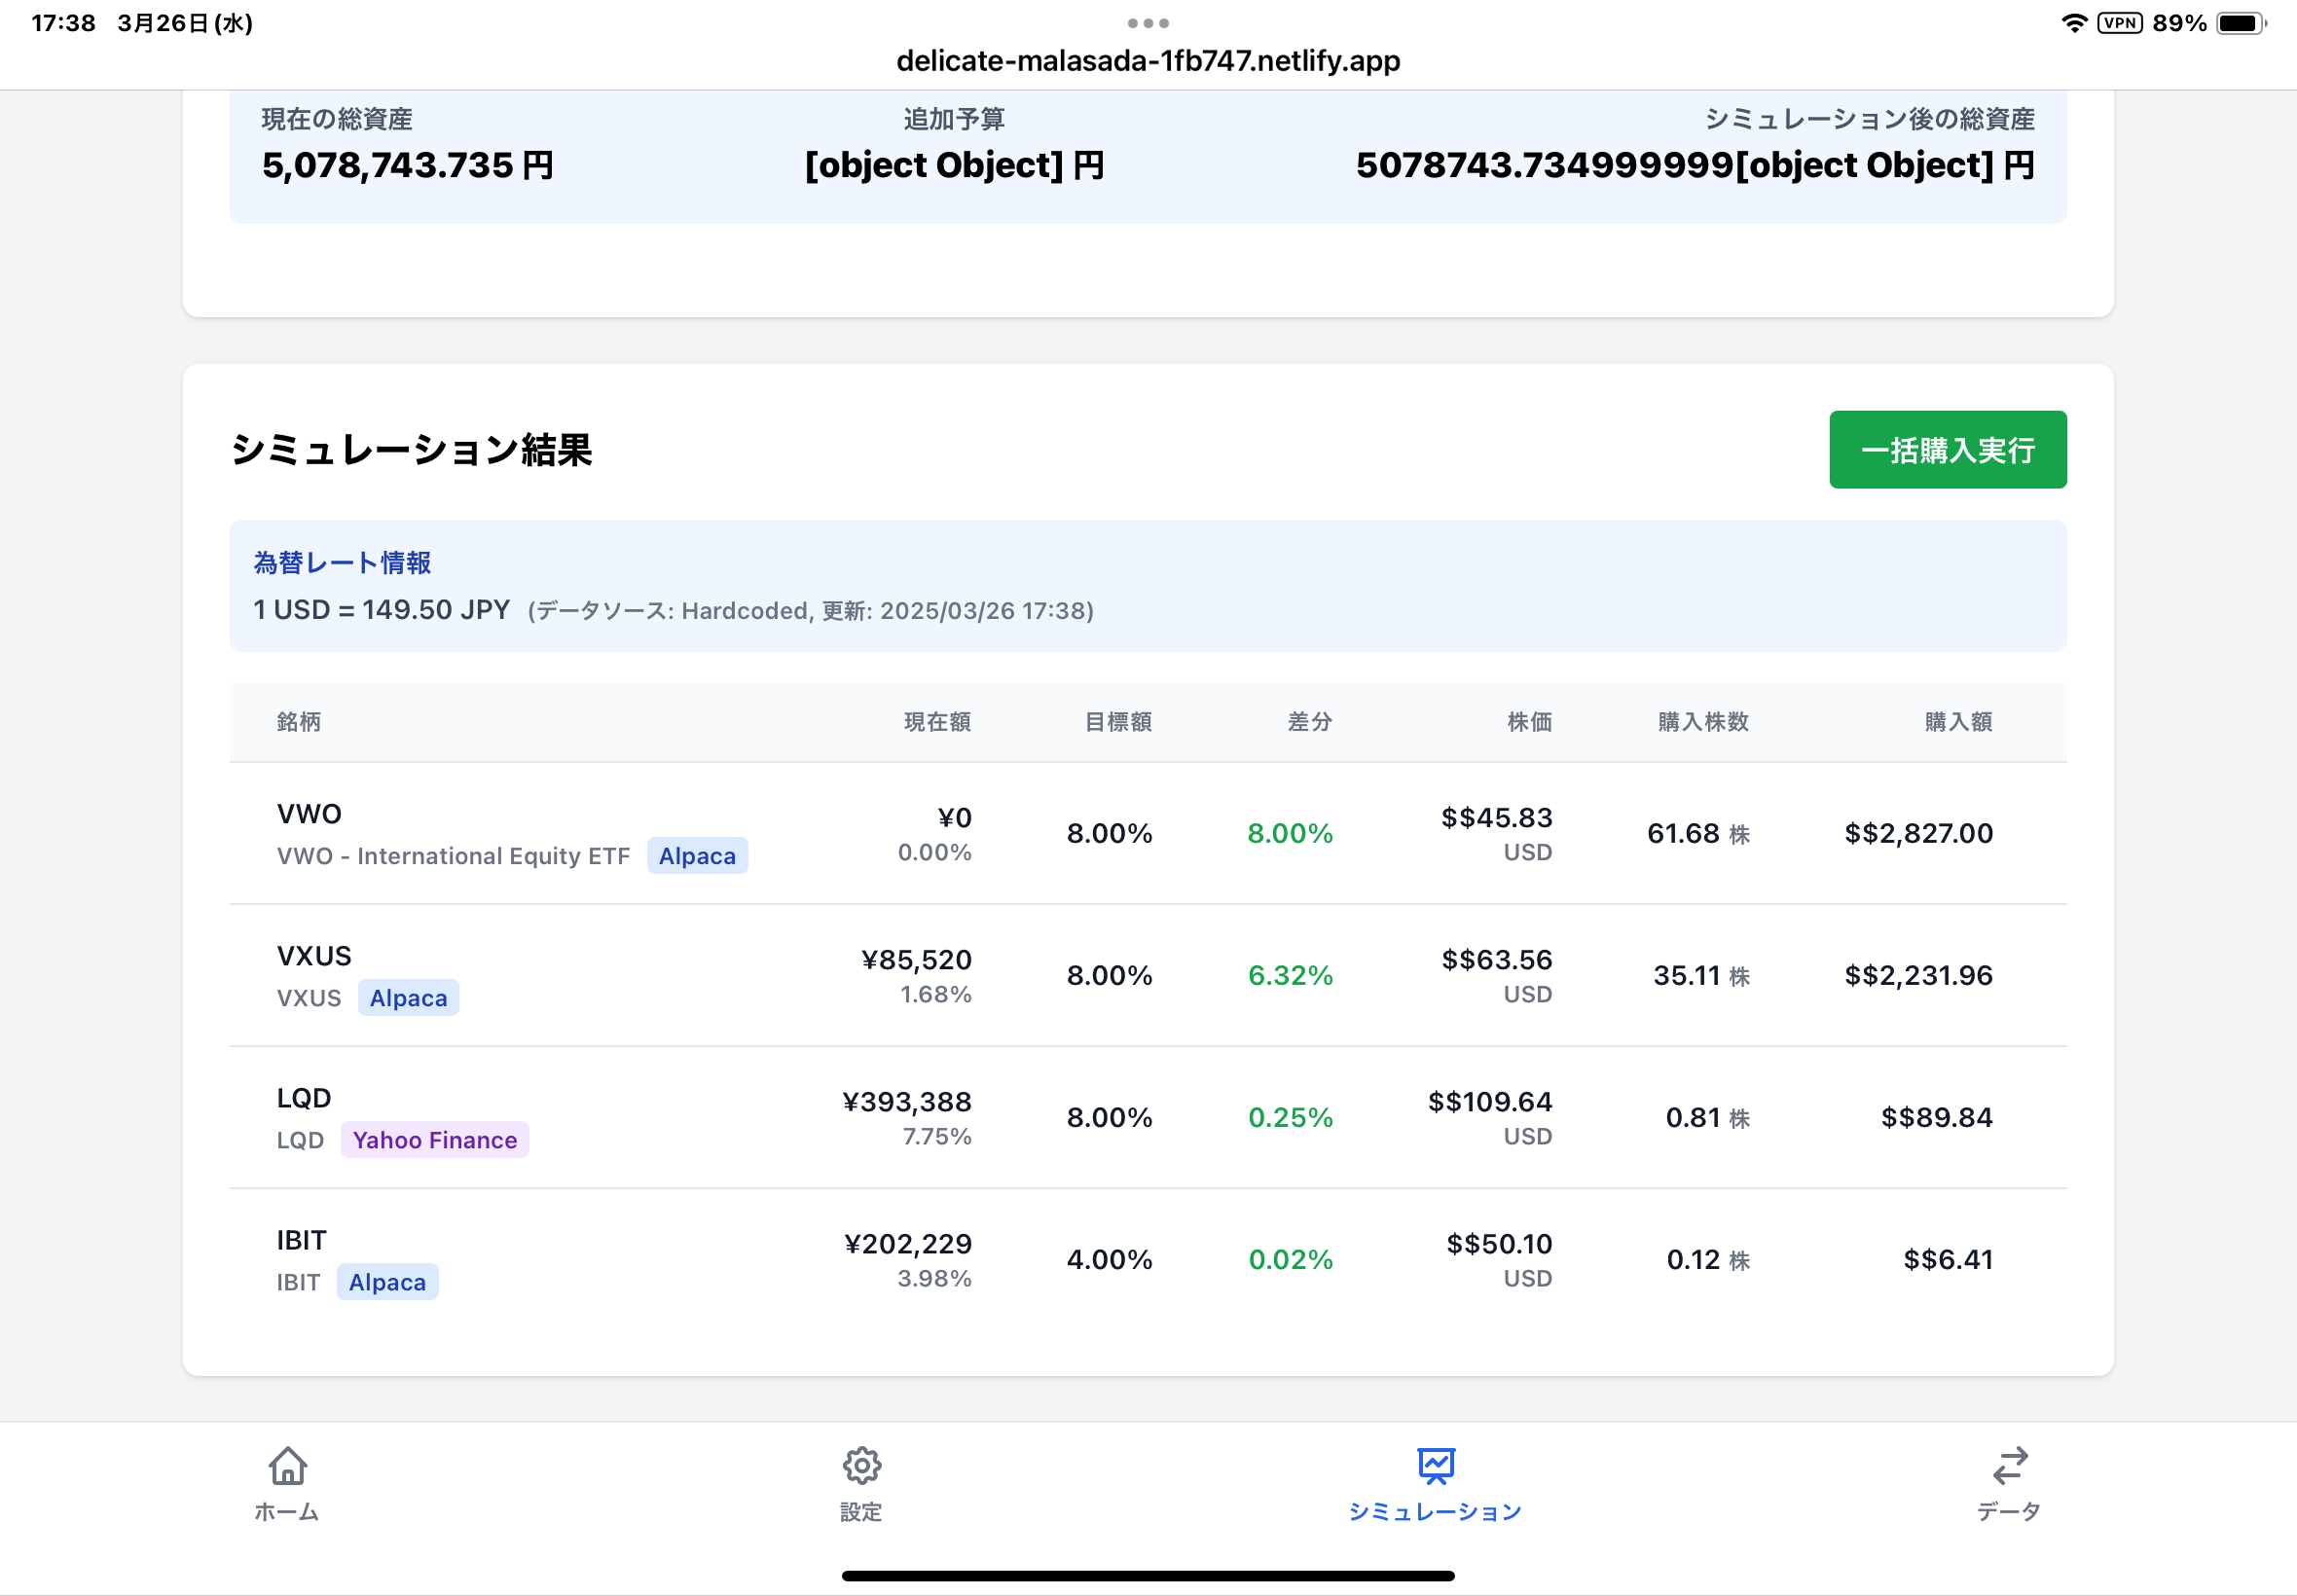 17:38 3月26日(水)
VPN 89%
delicate-malasada-1fb747.netlify.app
現在の総資産 追加予算 シミュレーション後の総資産
5,078,743.735 円 [object Object] 円 5078743.734999999[object Object] 円
シミュレーション結果 一括購入実行
為替レート情報
1 USD = 149.50 JPY (データソース: Hardcoded, 更新: 2025/03/26 17:38)
銘柄 現在額 目標額 差分 株価 購入株数 購入額
VWO ¥0 8.00% 8.00% $$45.83 61.68 株 $$2,827.00
VWO - International Equity ETF Alpaca 0.00% USD
VXUS ¥85,520 8.00% 6.32% $$63.56 35.11 株 $$2,231.96
VXUS Alpaca 1.68% USD
LQD ¥393,388 8.00% 0.25% $$109.64 0.81 株 $$89.84
LQD Yahoo Finance 7.75% USD
IBIT ¥202,229 4.00% 0.02% $$50.10 0.12 株 $$6.41
IBIT Alpaca 3.98% USD
ホーム 設定 シミュレーション データ